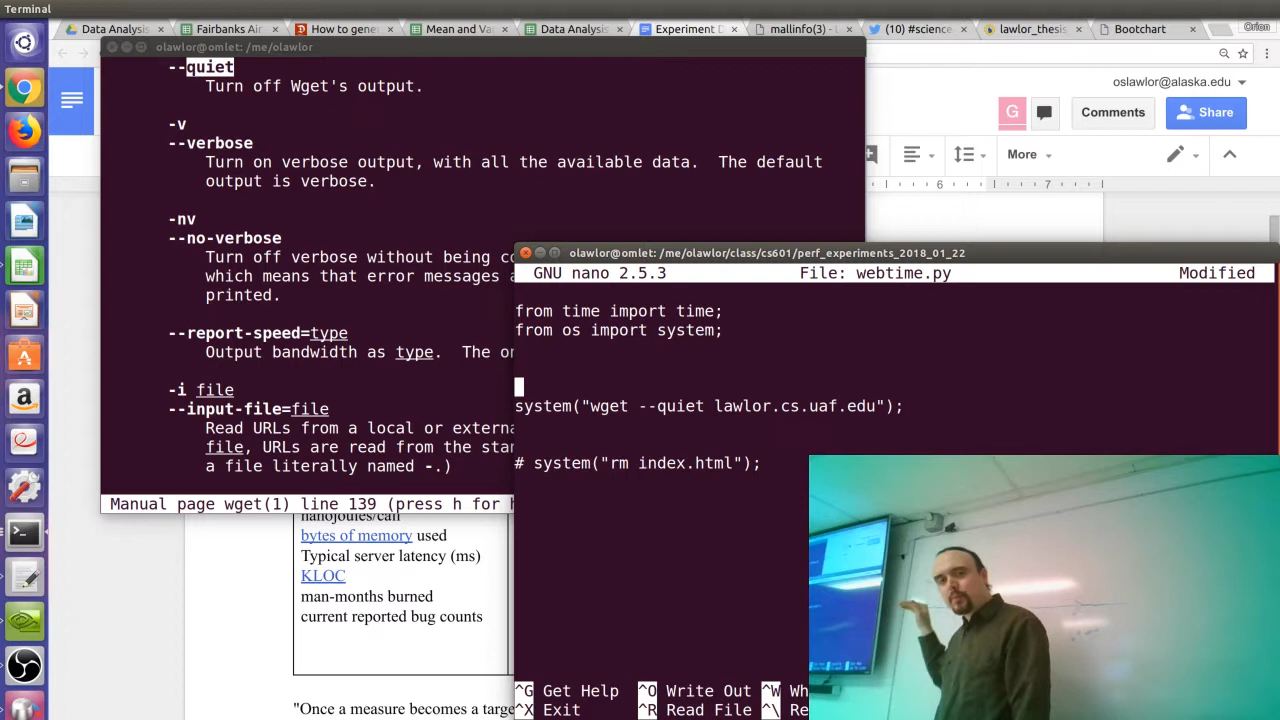 Terminal
Data Analysis
Fairbanks Air
How to gene
Mean and Var
Data Analysis
Experiment D
mallinfo(3) - L
(10) #science
lawlor_thesis
Bootchart
Orion
olawlor@omlet: /me/olawlor
oslawlor@alaska.edu
G
Comments
Share
More
6
7
--quiet
Turn off Wget's output.
-v
--verbose
Turn on verbose output, with all the available data.  The default
output is verbose.
-nv
--no-verbose
Turn off verbose without being co
which means that error messages a
printed.
--report-speed=type
Output bandwidth as type.  The on
-i file
--input-file=file
Read URLs from a local or externa
file, URLs are read from the stan
a file literally named -.)
Manual page wget(1) line 139 (press h for h
olawlor@omlet: /me/olawlor/class/cs601/perf_experiments_2018_01_22
GNU nano 2.5.3
File: webtime.py
Modified
from time import time;
from os import system;
system("wget --quiet lawlor.cs.uaf.edu");
# system("rm index.html");
^G Get Help
^O Write Out
^W Wh
^X Exit
^R Read File
^\ Re
nanojoules/call
bytes of memory used
Typical server latency (ms)
KLOC
man-months burned
current reported bug counts
"Once a measure becomes a targe